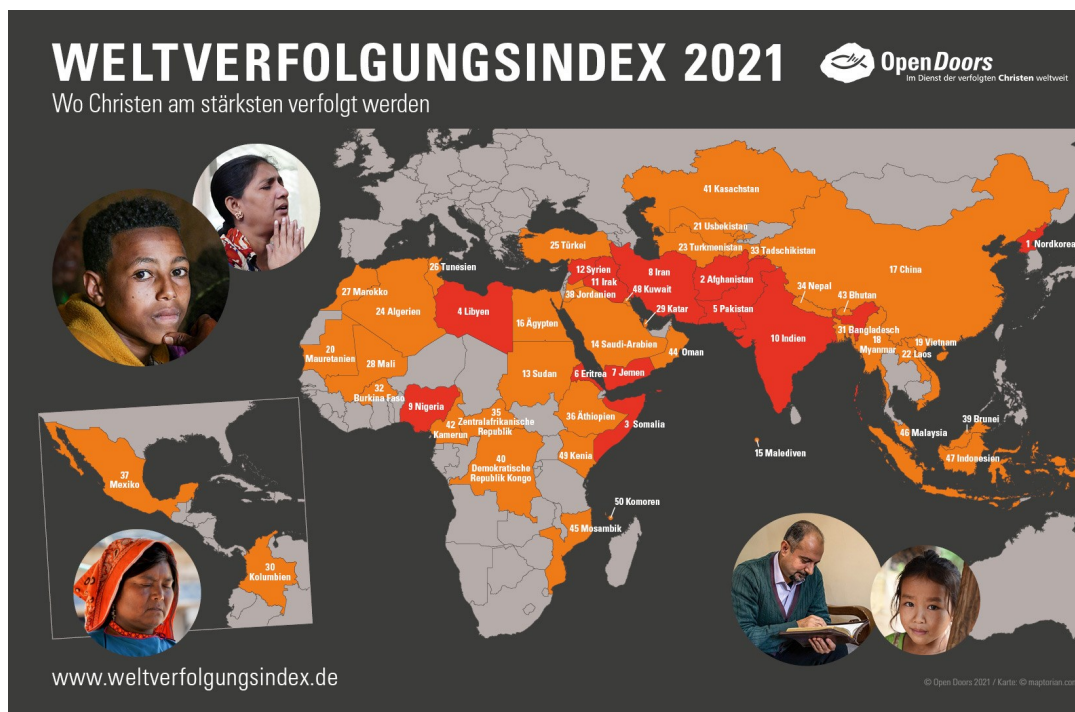 WELTVERFOLGUNGSINDEX 2021
Wo Christen am stärksten verfolgt werden
OpenDoors
Im Dienst der verfolgten Christen weltweit
41 Kasachstan
21 Usbekistan
23 Turkmenistan
33 Tadschikistan
25 Türkei
1 Nordkorea
17 China
26 Tunesien
12 Syrien
11 Irak
8 Iran
2 Afghanistan
27 Marokko
38 Jordanien
48 Kuwait
34 Nepal
43 Bhutan
24 Algerien
4 Libyen
16 Ägypten
29 Katar
5 Pakistan
31 Bangladesch
10 Indien
18
Myanmar
19 Vietnam
22 Laos
20
Mauretanien
28 Mali
14 Saudi-Arabien
44 Oman
13 Sudan
6 Eritrea
7 Jemen
32
Burkina Faso
9 Nigeria
35
Zentralafrikanische
Republik
36 Äthiopien
3 Somalia
42
Kamerun
39 Brunei
46 Malaysia
47 Indonesien
15 Malediven
49 Kenia
40
Demokratische
Republik Kongo
50 Komoren
45 Mosambik
37
Mexiko
30
Kolumbien
www.weltverfolgungsindex.de
© Open Doors 2021 / Karte: © maptorian.com